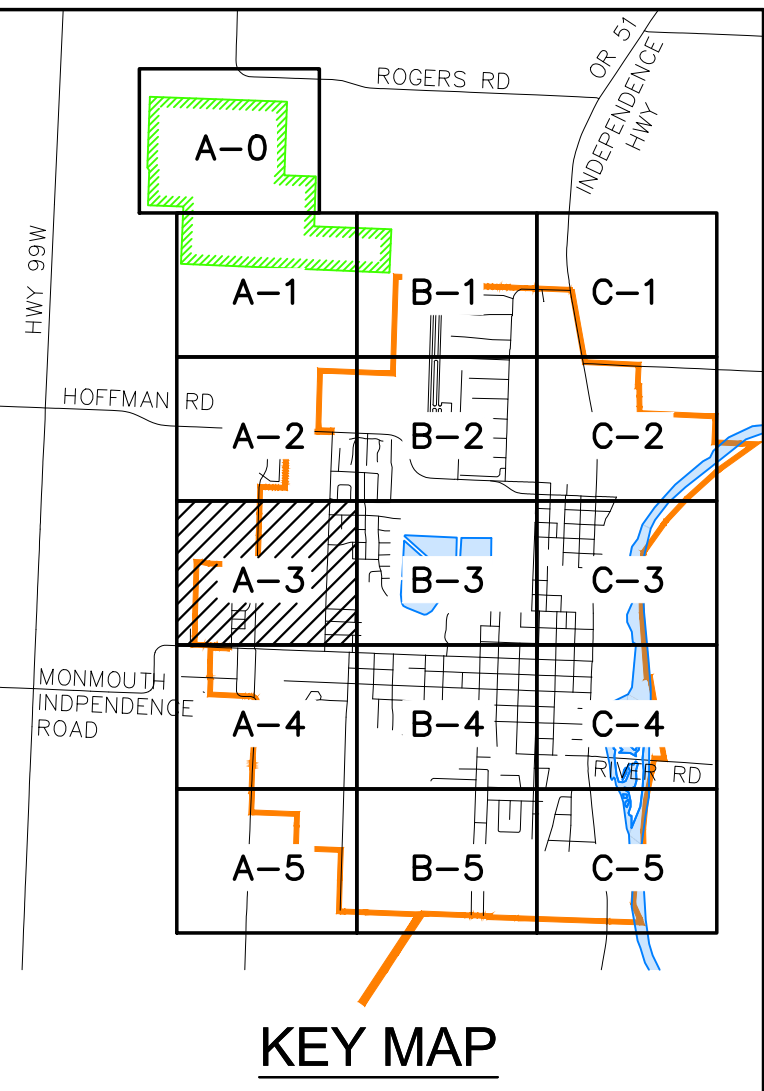 OR 51
INDEPENDENCE
HWY
ROGERS RD
A-0
HWY 99W
A-1
B-1
C-1
HOFFMAN RD
A-2
B-2
C-2
A-3
B-3
C-3
MONMOUTH
INDPENDENCE
ROAD
A-4
B-4
C-4
RIVER RD
A-5
B-5
C-5
KEY MAP